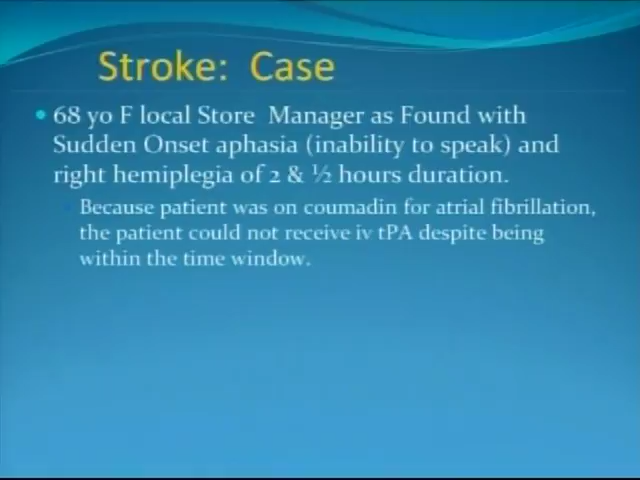 Stroke: Case
• 68 yo F local Store Manager as Found with
Sudden Onset aphasia (inability to speak) and
right hemiplegia of 2 & ½ hours duration.
Because patient was on coumadin for atrial fibrillation,
the patient could not receive iv tPA despite being
within the time window.